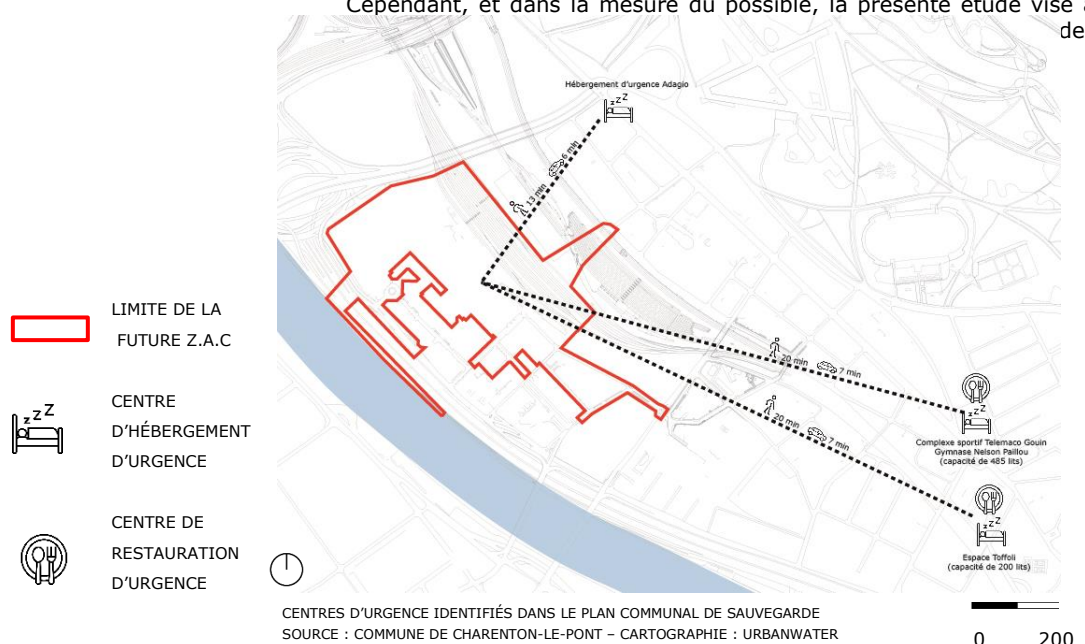 Cependant, et dans la mesure du possible, la présente étude vise à
de
Hébergement d'urgence Adagio
6 min
13 min
LIMITE DE LA
FUTURE Z.A.C
CENTRE
D'HÉBERGEMENT
D'URGENCE
CENTRE DE
RESTAURATION
D'URGENCE
20 min
7 min
20 min
7 min
Complexe sportif Telemaco Gouin
Gymnase Nelson Paillou
(capacité de 485 lits)
Espace Toffoli
(capacité de 200 lits)
CENTRES D'URGENCE IDENTIFIÉS DANS LE PLAN COMMUNAL DE SAUVEGARDE
SOURCE : COMMUNE DE CHARENTON-LE-PONT – CARTOGRAPHIE : URBANWATER
0 200